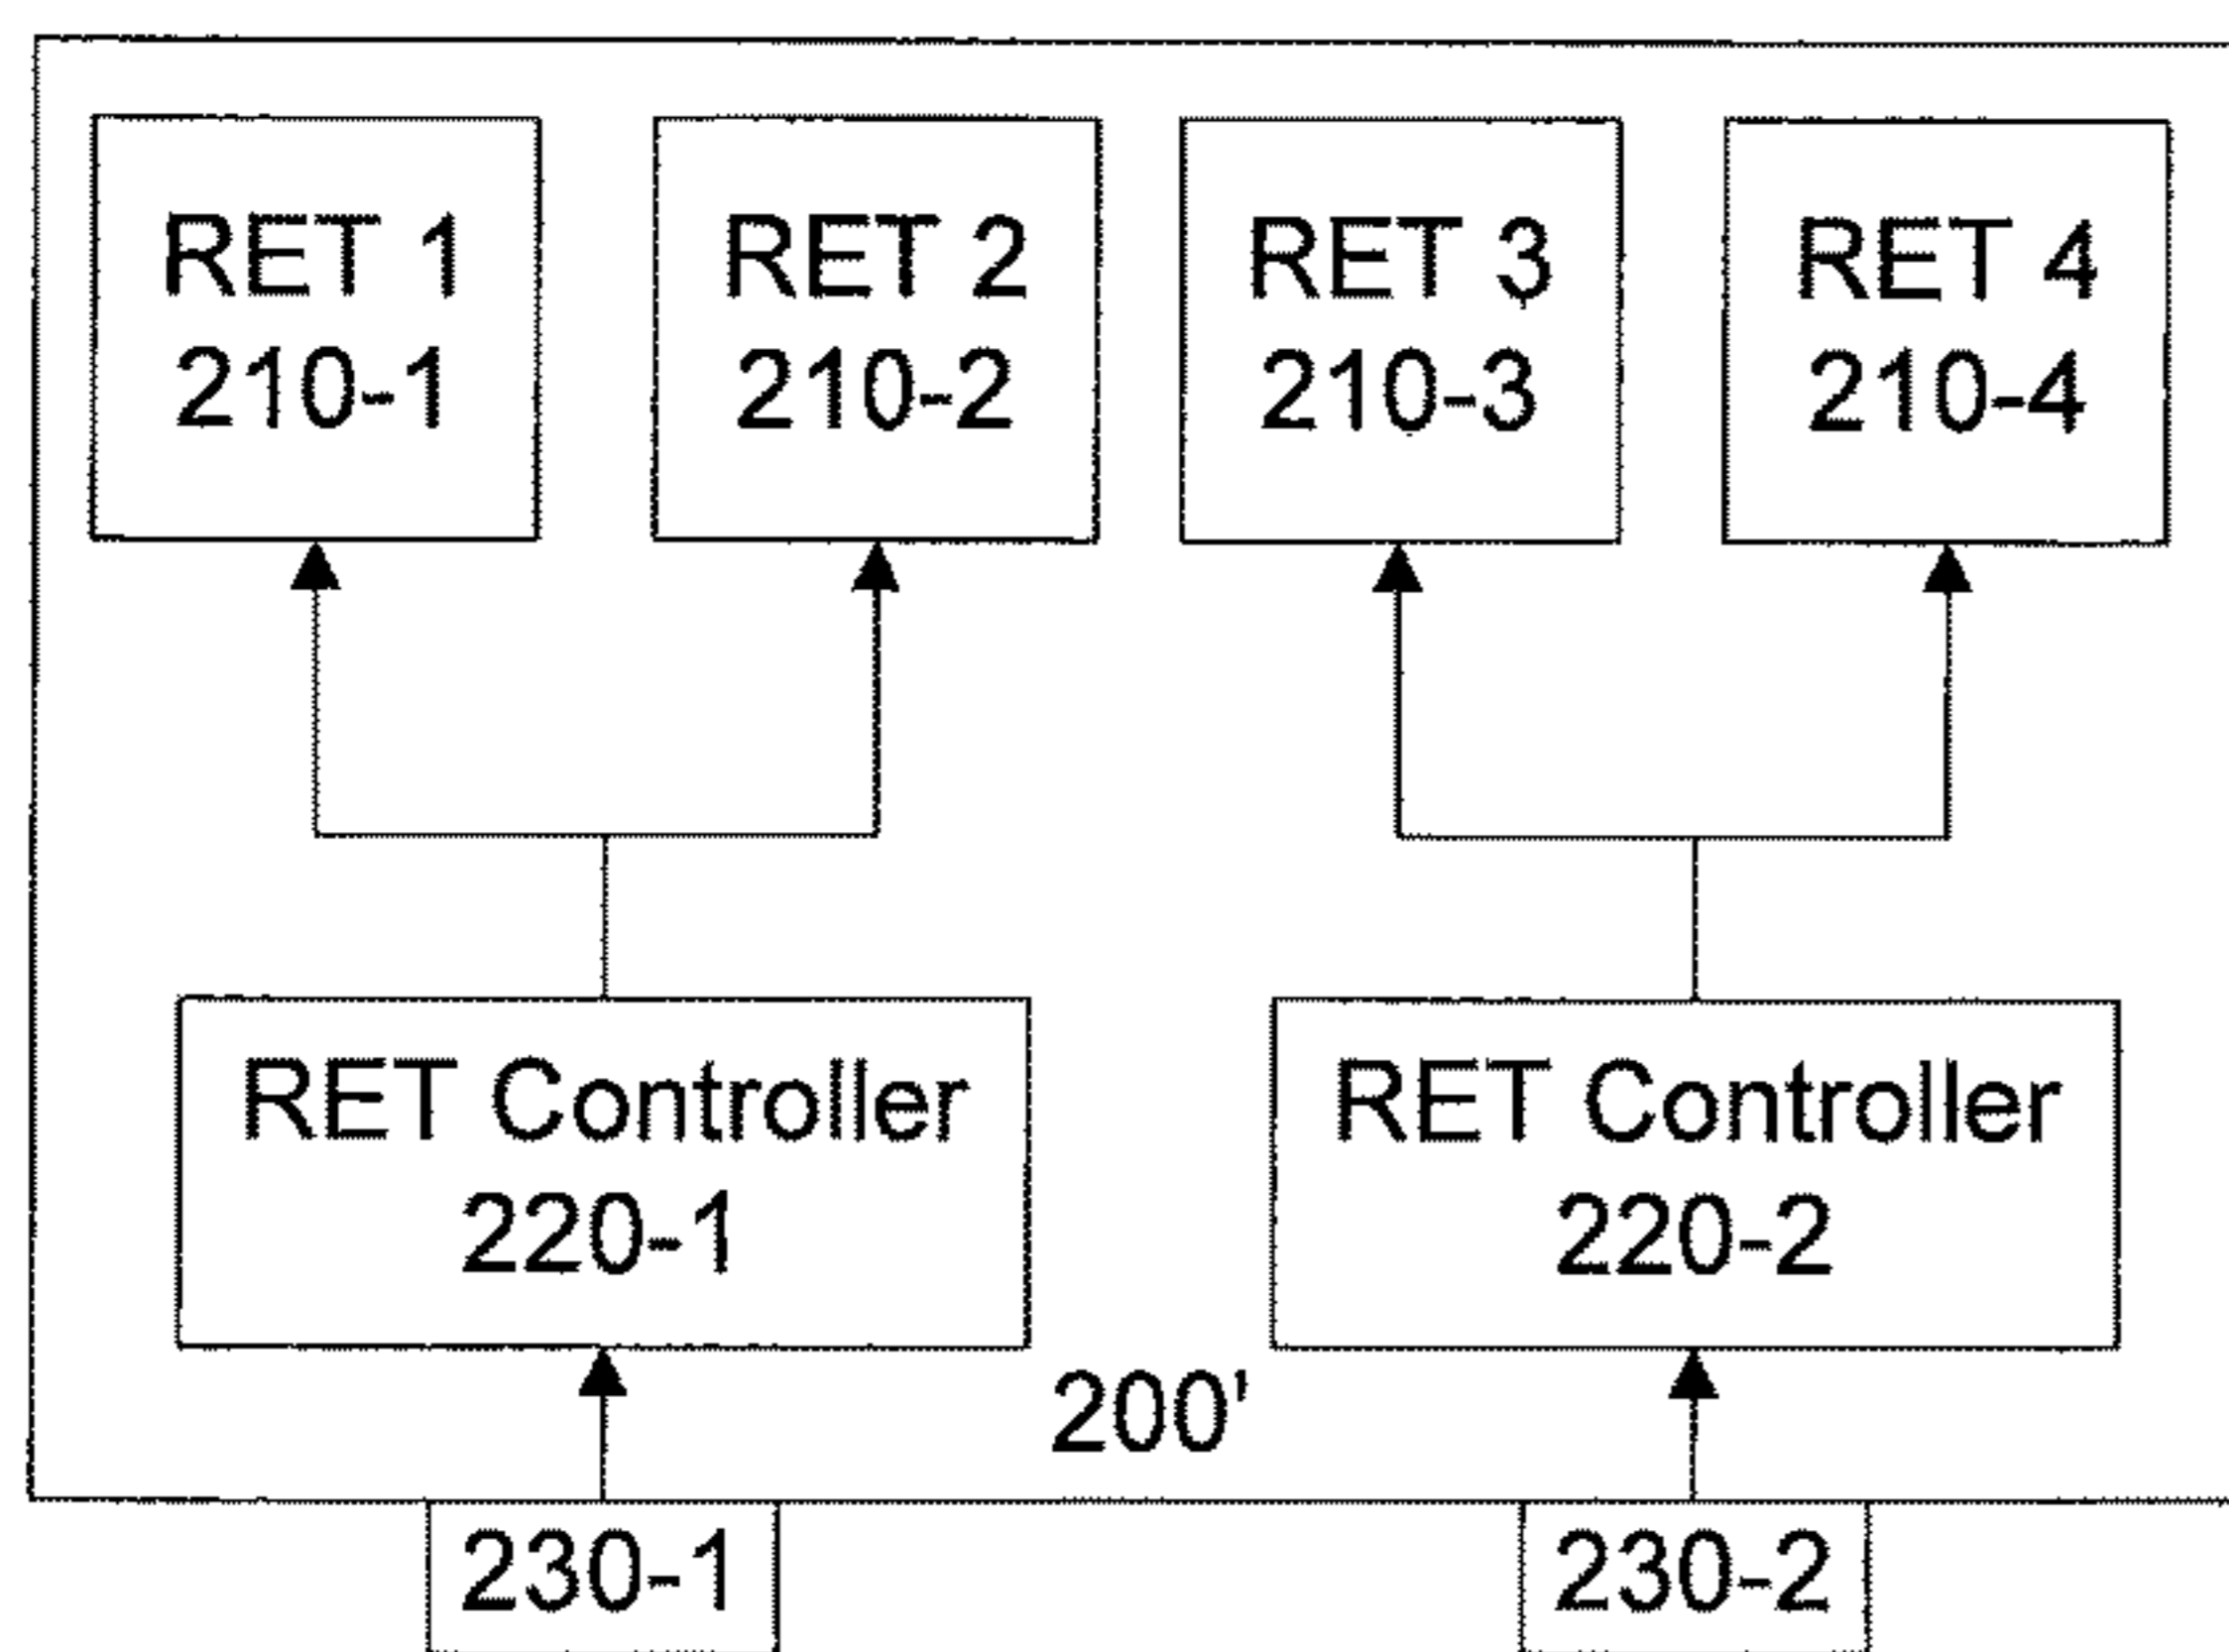 RET 1
210-1
RET 2
210-2
RET 3
210-3
RET 4
210-4
RET Controller
220-1
RET Controller
220-2
200'
230-1
230-2